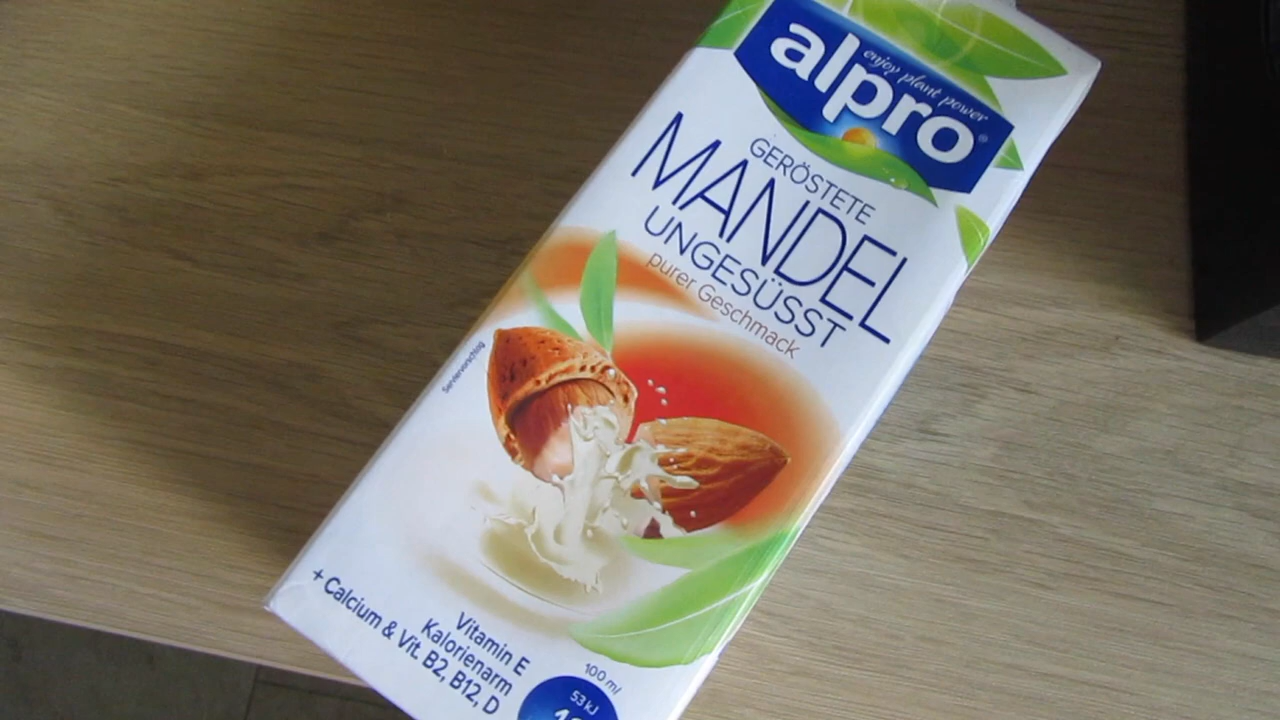 enjoy plant power
alpro
GERÖSTETE
MANDEL
UNGESÜSST
purer Geschmack
Serviervorschlag
Vitamin E
Kalorienarm
+ Calcium & Vit. B2, B12, D
100 ml
53 kJ